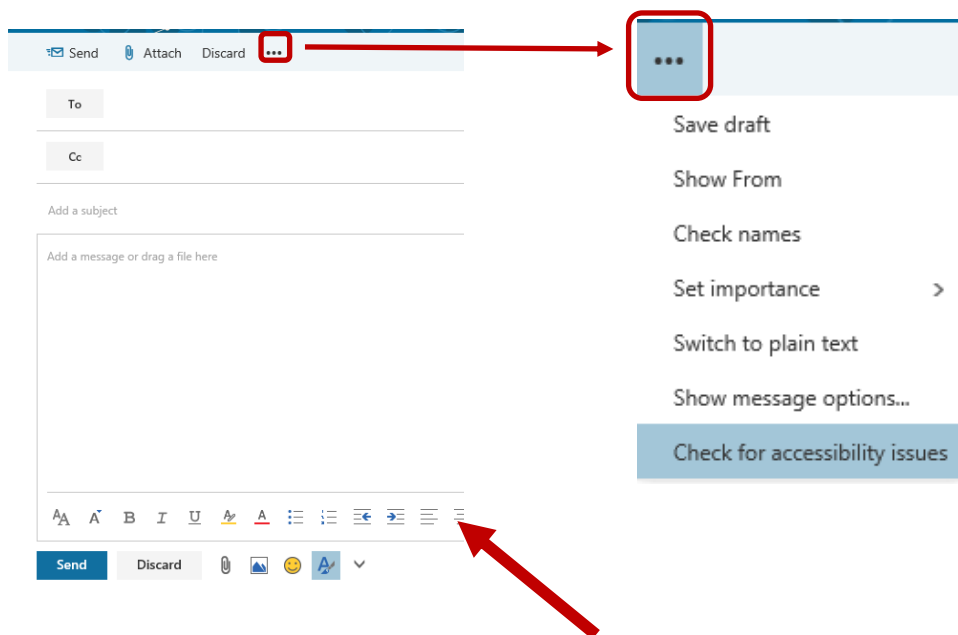 Send Attach Discard •••
To
Cc
Add a subject
Add a message or drag a file here
B I U A
Send Discard
•••
Save draft
Show From
Check names
Set importance >
Switch to plain text
Show message options...
Check for accessibility issues